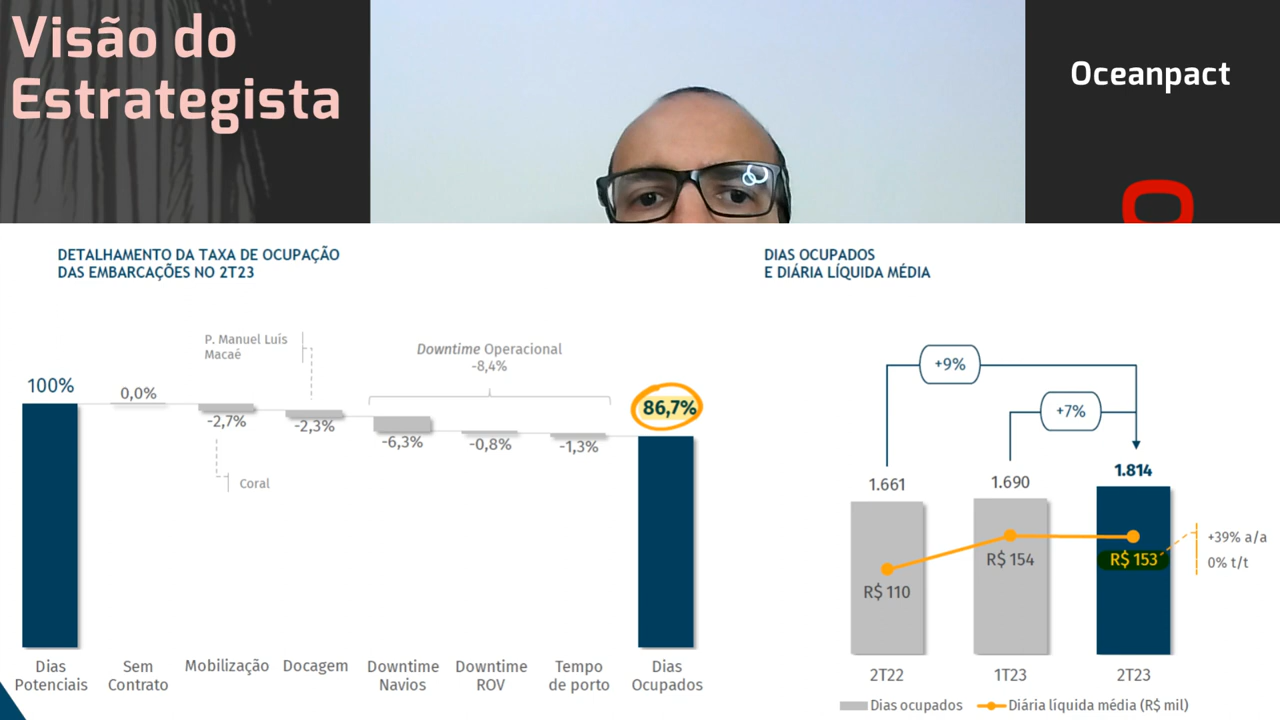 Visão do
Estrategista
Oceanpact
DETALHAMENTO DA TAXA DE OCUPAÇÃO
DAS EMBARCAÇÕES NO 2T23
P. Manuel Luís
Macaé
Downtime Operacional
-8,4%
100%
0,0%
-2,7%
-2,3%
-6,3%
-0,8%
-1,3%
86,7%
Coral
Dias
Potenciais
Sem
Contrato
Mobilização
Docagem
Downtime
Navios
Downtime
ROV
Tempo
de porto
Dias
Ocupados
DIAS OCUPADOS
E DIÁRIA LÍQUIDA MÉDIA
+9%
+7%
1.661
1.690
1.814
R$ 110
R$ 154
R$ 153
+39% a/a
0% t/t
2T22
1T23
2T23
Dias ocupados
Diária líquida média (R$ mil)